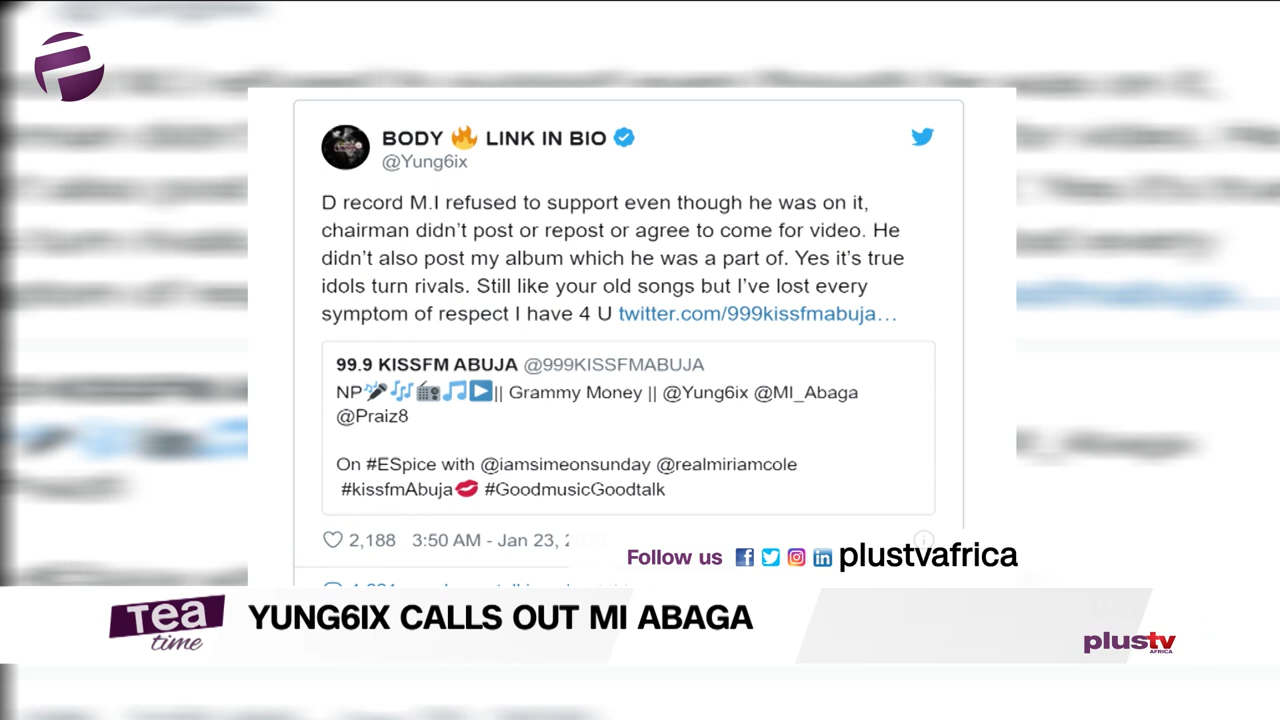 BODY 🔥 LINK IN BIO
@Yung6ix
D record M.I refused to support even though he was on it,
chairman didn't post or repost or agree to come for video. He
didn't also post my album which he was a part of. Yes it's true
idols turn rivals. Still like your old songs but I've lost every
symptom of respect I have 4 U twitter.com/999kissfmabuja…
99.9 KISSFM ABUJA @999KISSFMABUJA
NP🎤🎶📻🎵▶️|| Grammy Money || @Yung6ix @MI_Abaga
@Praiz8
On #ESpice with @iamsimeonsunday @realmiriamcole
#kissfmAbuja💋 #GoodmusicGoodtalk
2,188 3:50 AM - Jan 23,
Follow us plustvafrica
Tea time
YUNG6IX CALLS OUT MI ABAGA
plustv
AFRICA